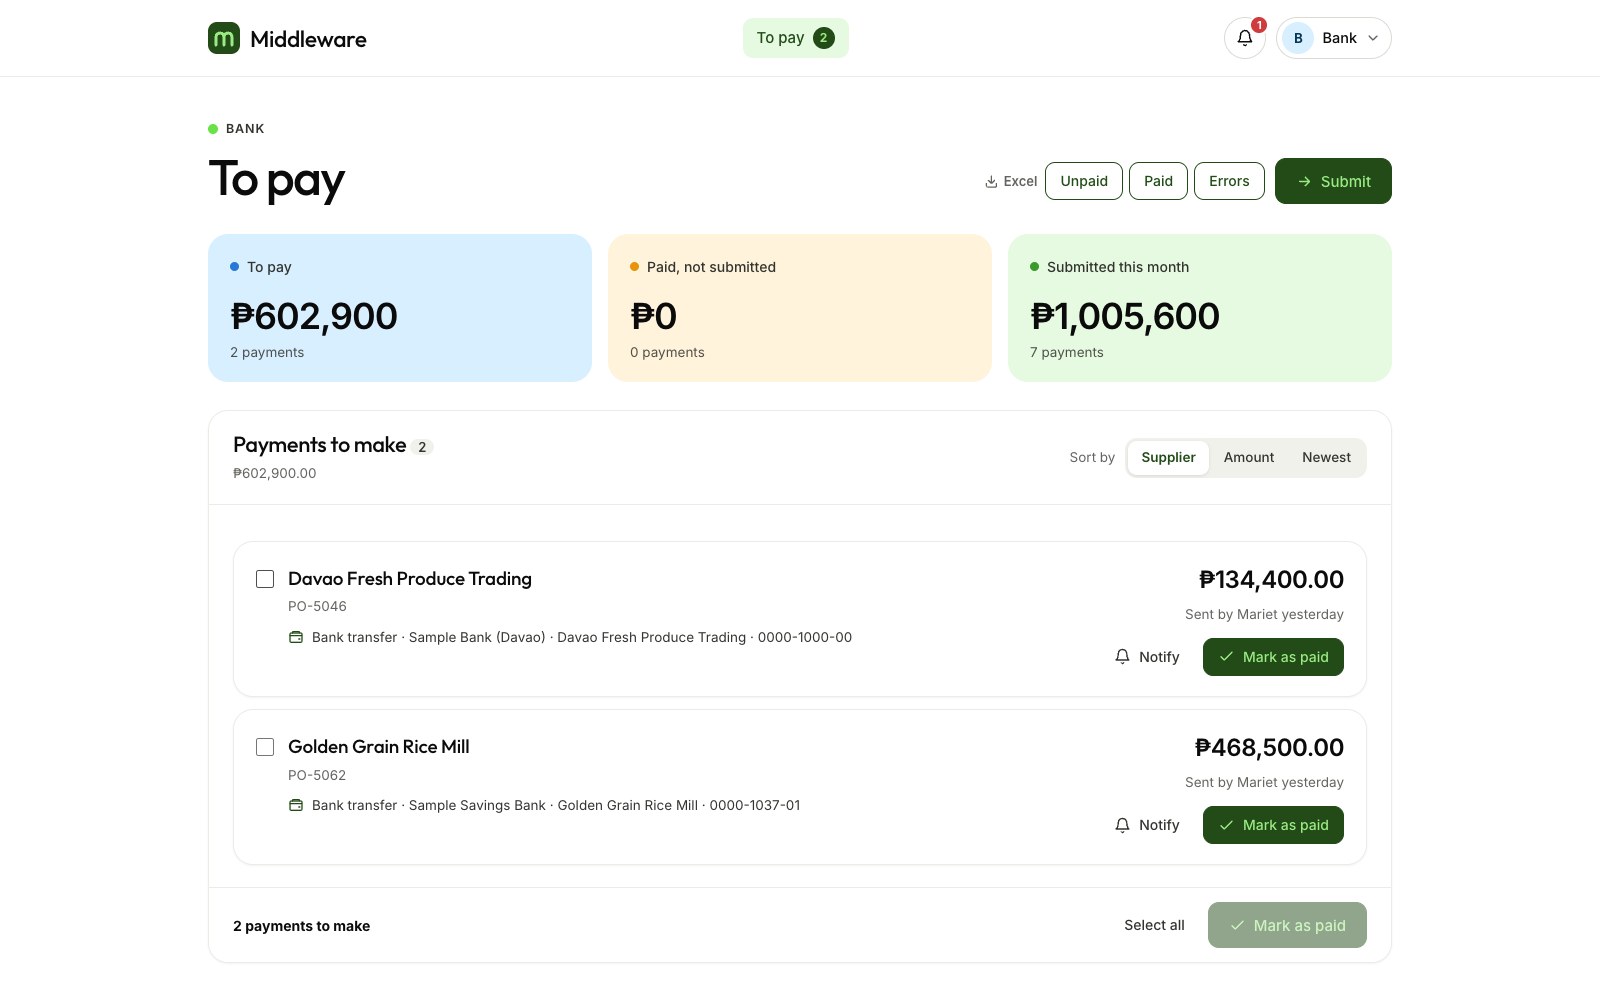 Middleware
To pay 2
1
B Bank
BANK
To pay
Excel Unpaid Paid Errors Submit
To pay
₱602,900
2 payments
Paid, not submitted
₱0
0 payments
Submitted this month
₱1,005,600
7 payments
Payments to make 2
₱602,900.00
Sort by Supplier Amount Newest
Davao Fresh Produce Trading
PO-5046
Bank transfer · Sample Bank (Davao) · Davao Fresh Produce Trading · 0000-1000-00
₱134,400.00
Sent by Mariet yesterday
Notify Mark as paid
Golden Grain Rice Mill
PO-5062
Bank transfer · Sample Savings Bank · Golden Grain Rice Mill · 0000-1037-01
₱468,500.00
Sent by Mariet yesterday
Notify Mark as paid
2 payments to make
Select all Mark as paid